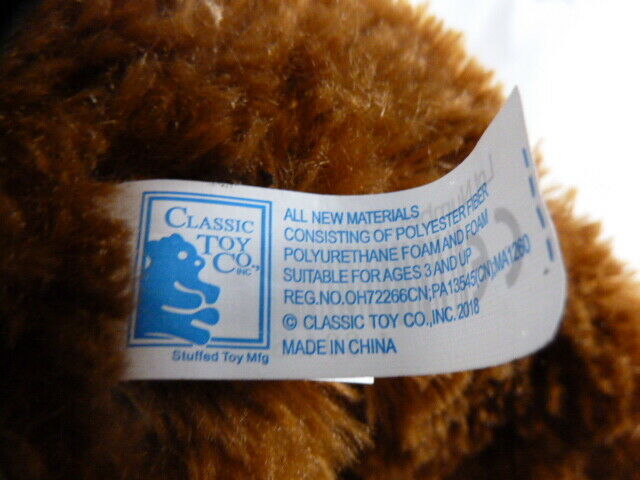 CLASSIC
TOY
CO.,
INC
Stuffed Toy Mfg
ALL NEW MATERIALS
CONSISTING OF POLYESTER FIBER
POLYURETHANE FOAM AND FOAM
SUITABLE FOR AGES 3 AND UP
REG.NO.OH72266CN;PA13545(CN);MA1260
© CLASSIC TOY CO.,INC. 2018
MADE IN CHINA